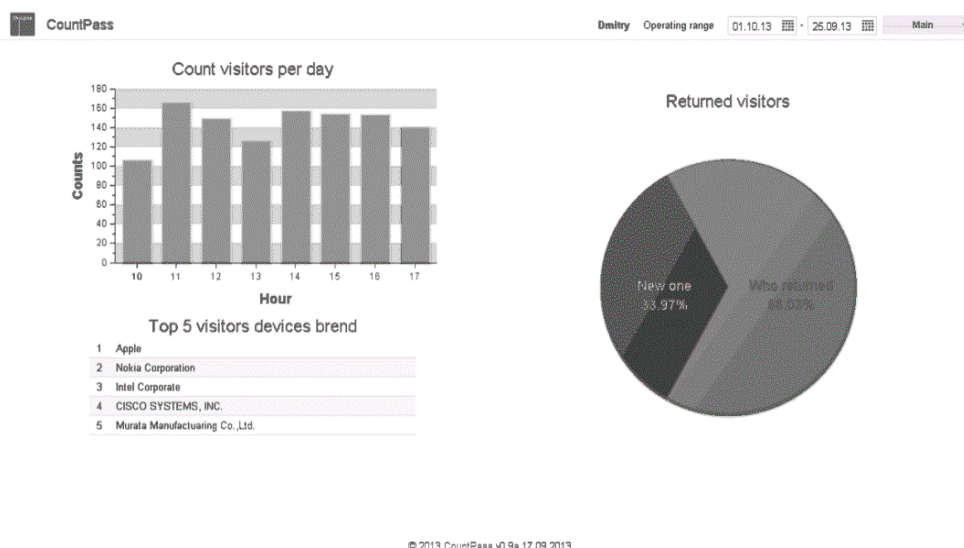 CountPass
Dmitry Operating range 01.10.13 - 25.09.13 Main
Count visitors per day
180
160
140
120
100
80
60
40
20
0
Counts
10 11 12 13 14 15 16 17
Hour
Returned visitors
New one
33.97%
Who returned
66.03%
Top 5 visitors devices brend
1 Apple
2 Nokia Corporation
3 Intel Corporate
4 CISCO SYSTEMS, INC.
5 Murata Manufactuaring Co.,Ltd.
© 2013 CountPass v0.9a 17.09.2013